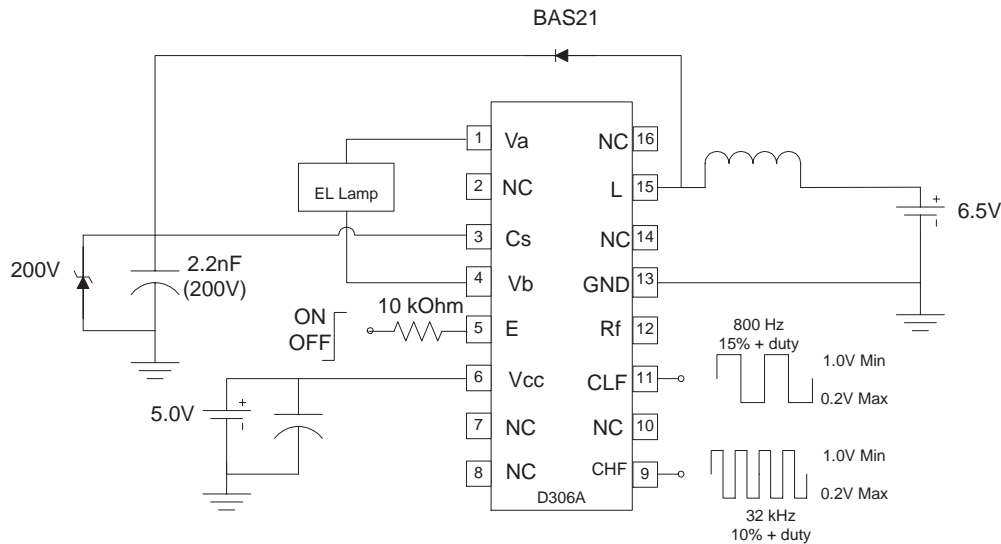 BAS21
1 Va
NC 16
2 NC
L 15
EL Lamp
6.5V
+
3 Cs
NC 14
200V
2.2nF
(200V)
4 Vb
GND 13
ON
OFF
10 kOhm
5 E
Rf 12
800 Hz
15% + duty
1.0V Min
0.2V Max
6 Vcc
CLF 11
5.0V
+
7 NC
NC 10
8 NC
CHF 9
D306A
1.0V Min
0.2V Max
32 kHz
10% + duty